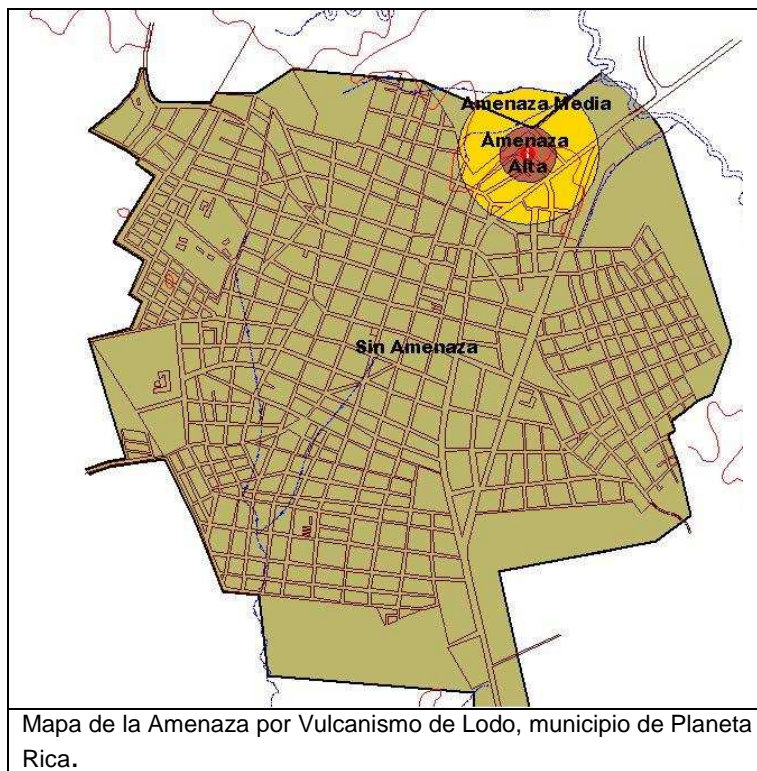 Amenaza Media
Amenaza
Alta
Sin Amenaza
Mapa de la Amenaza por Vulcanismo de Lodo, municipio de Planeta
Rica.